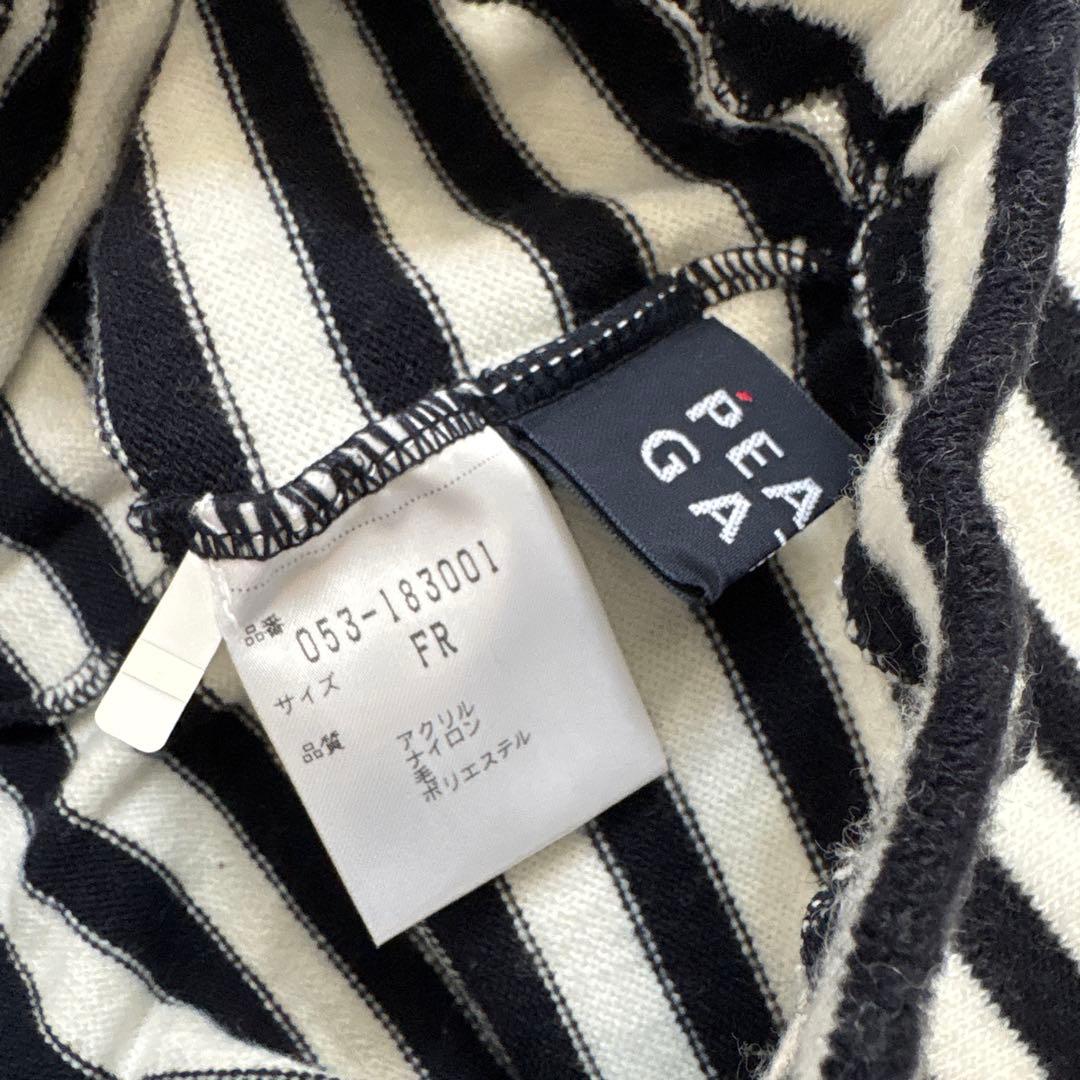 品番 053-183001
サイズ FR
品質 アクリル
ナイロン
毛
ポリエステル
PEA
GA